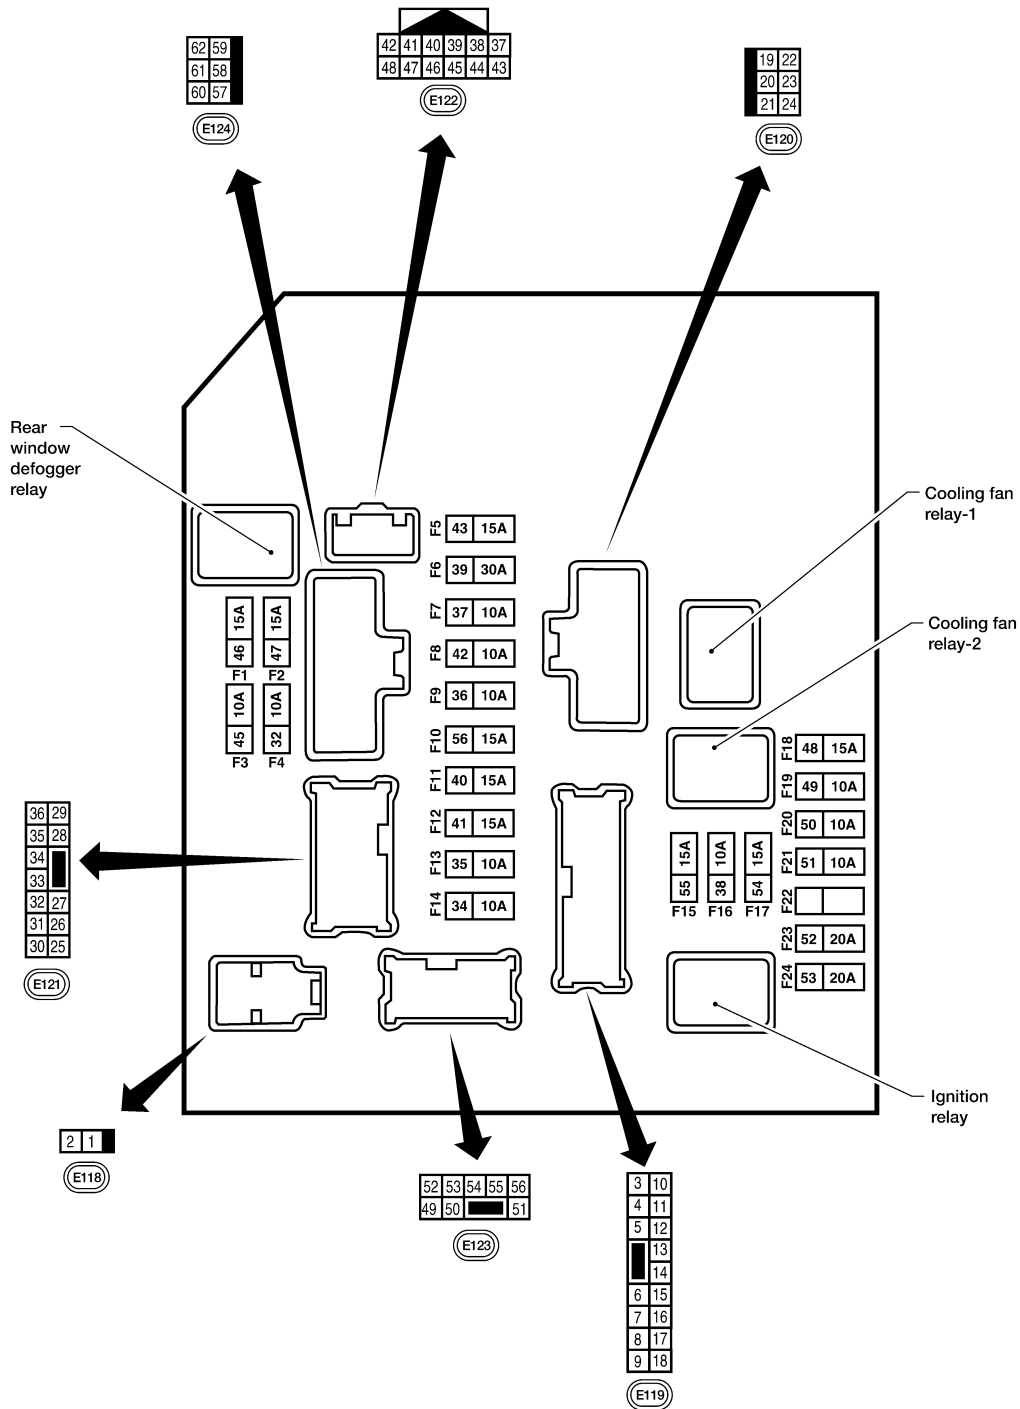 62 59
61 58
60 57
E124
42 41 40 39 38 37
48 47 46 45 44 43
E122
19 22
20 23
21 24
E120
Rear
window
defogger
relay
Cooling fan
relay-1
Cooling fan
relay-2
F5 43 15A
F6 39 30A
F7 37 10A
F8 42 10A
F9 36 10A
F10 56 15A
F11 40 15A
F12 41 15A
F13 35 10A
F14 34 10A
15A 15A
46 47
F1 F2
10A 10A
45 32
F3 F4
F18 48 15A
F19 49 10A
F20 50 10A
F21 51 10A
F22
F23 52 20A
F24 53 20A
15A 10A 15A
55 38 54
F15 F16 F17
36 29
35 28
34
33
32 27
31 26
30 25
E121
Ignition
relay
2 1
E118
52 53 54 55 56
49 50 51
E123
3 10
4 11
5 12
13
14
6 15
7 16
8 17
9 18
E119